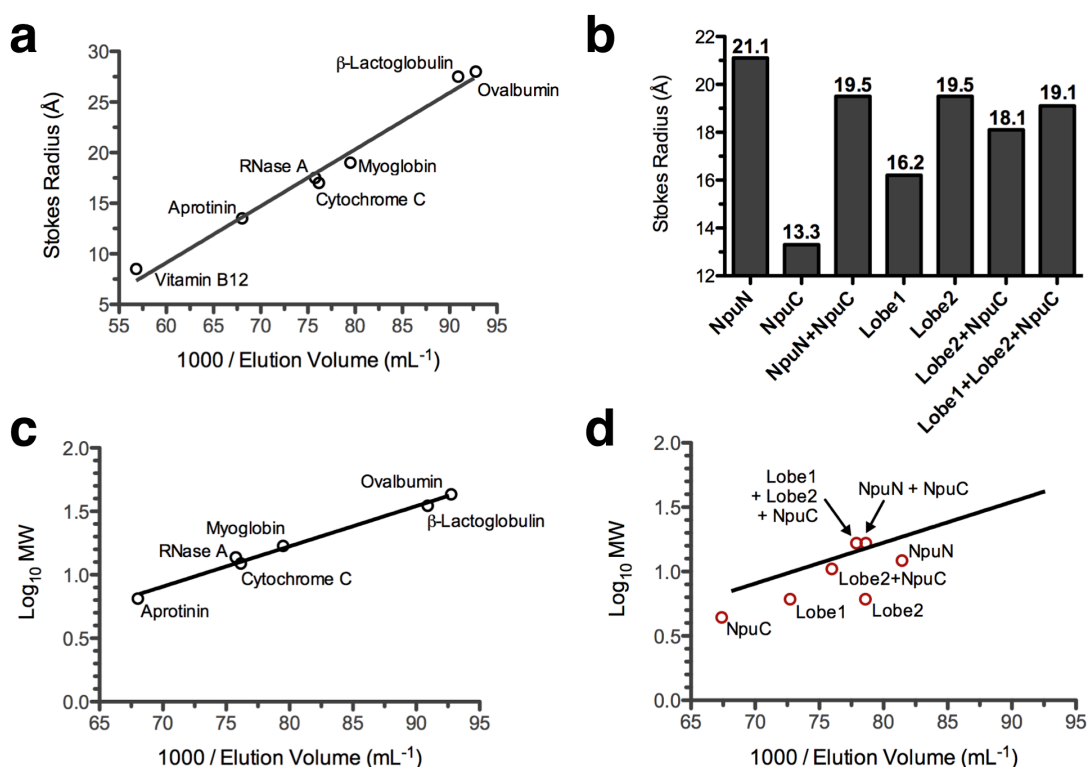 a
Stokes Radius (Å)
30
25
20
15
10
5
β-Lactoglobulin
Ovalbumin
RNase A
Myoglobin
Cytochrome C
Aprotinin
Vitamin B12
55 60 65 70 75 80 85 90 95
1000 / Elution Volume (mL⁻¹)
b
Stokes Radius (Å)
22
20
18
16
14
12
21.1
13.3
19.5
16.2
19.5
18.1
19.1
NpuN
NpuC
NpuN+NpuC
Lobe1
Lobe2
Lobe2+NpuC
Lobe1+Lobe2+NpuC
c
Log₁₀ MW
2.0
1.5
1.0
0.5
0.0
Ovalbumin
β-Lactoglobulin
Myoglobin
RNase A
Cytochrome C
Aprotinin
65 70 75 80 85 90 95
1000 / Elution Volume (mL⁻¹)
d
Log₁₀ MW
2.0
1.5
1.0
0.5
0.0
Lobe1
+ Lobe2
+ NpuC
NpuN + NpuC
NpuN
Lobe2+NpuC
Lobe1
Lobe2
NpuC
65 70 75 80 85 90 95
1000 / Elution Volume (mL⁻¹)